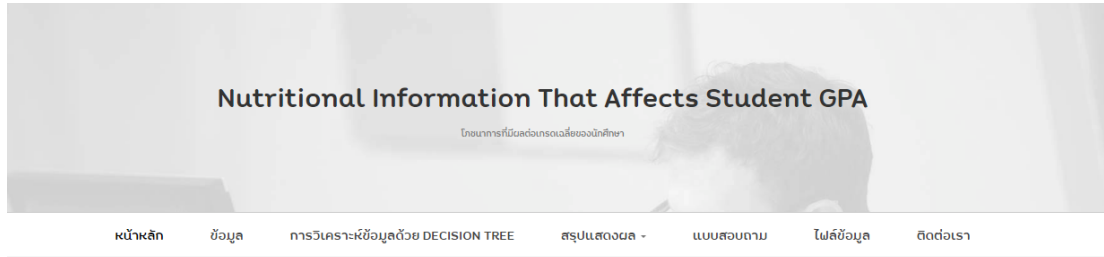 Nutritional Information That Affects Student GPA
โภชนาการที่มีผลต่อเกรดเฉลี่ยของนักศึกษา
หน้าหลัก ข้อมูล การวิเคราะห์ข้อมูลด้วย DECISION TREE สรุปแสดงผล แบบสอบถาม ไฟล์ข้อมูล ติดต่อเรา